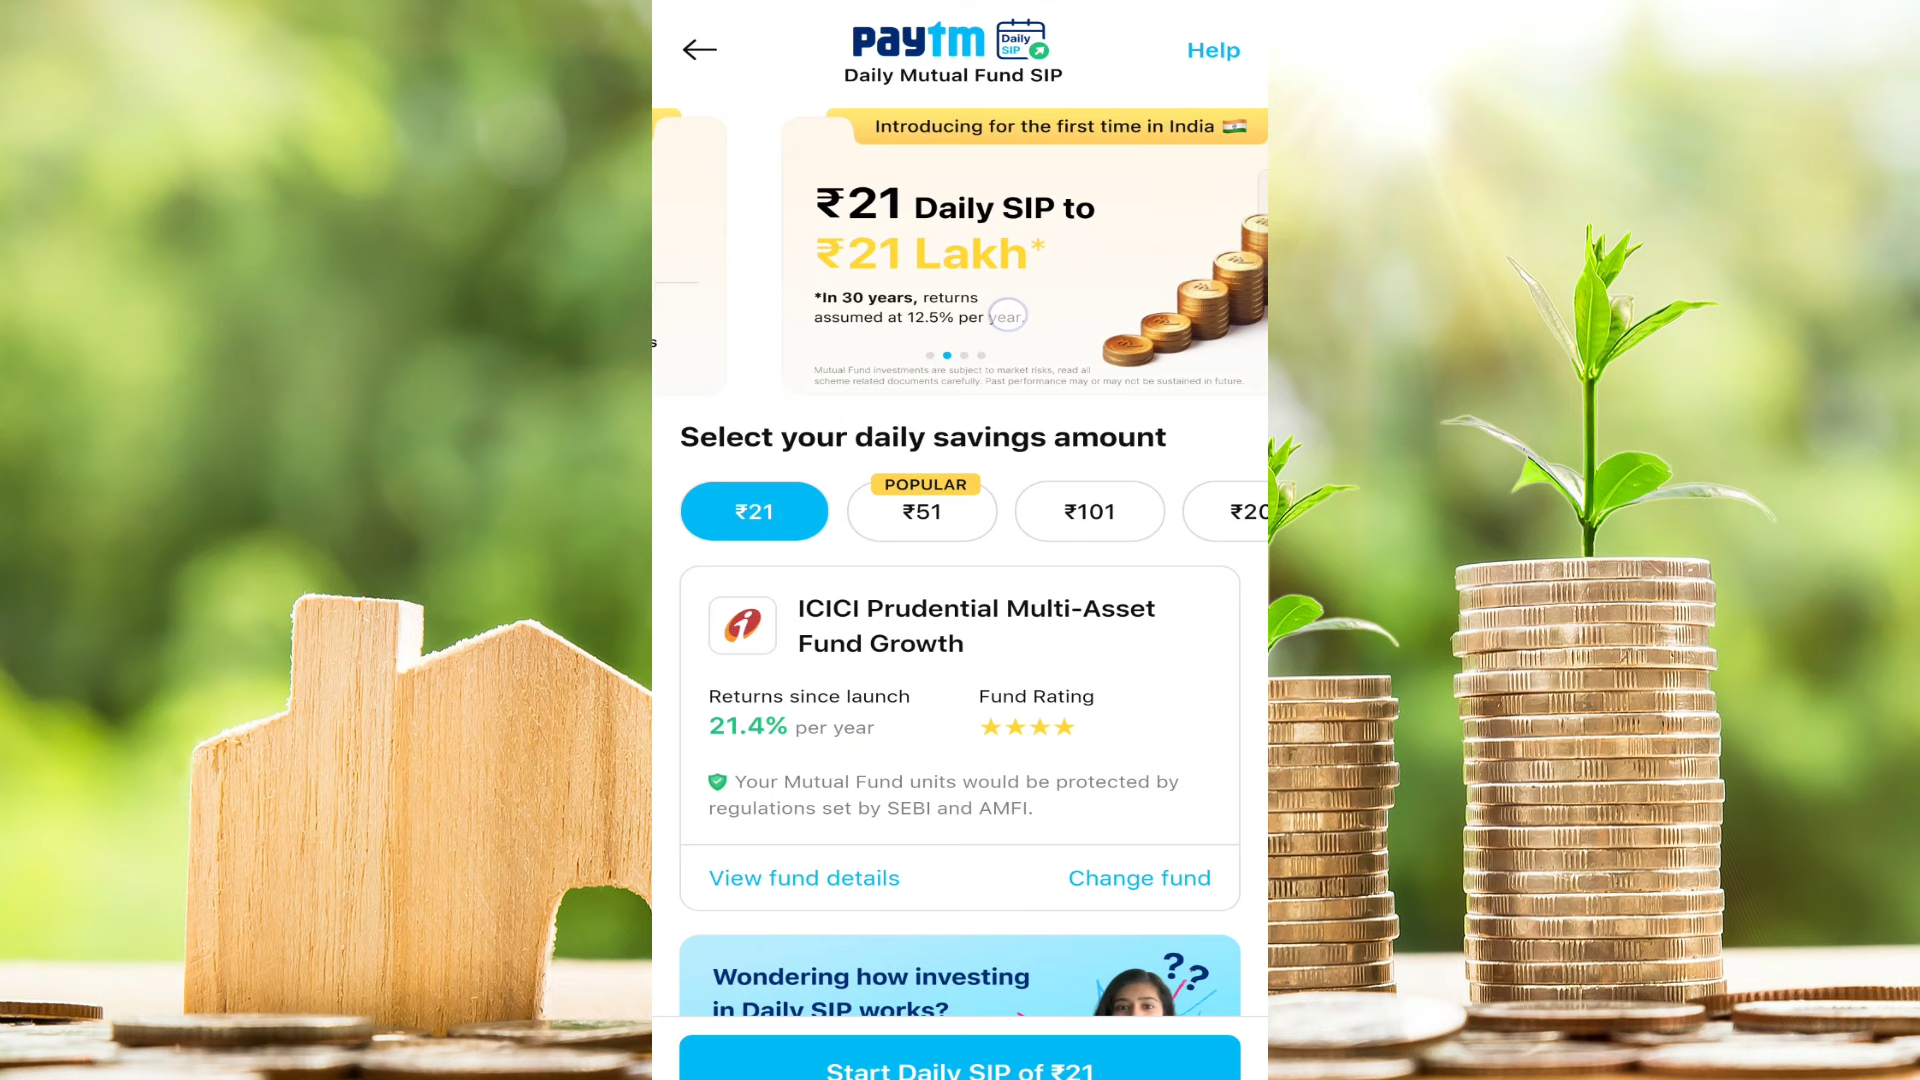 paytm Daily SIP
Help
Daily Mutual Fund SIP
Introducing for the first time in India
₹21 Daily SIP to
₹21 Lakh*
*In 30 years, returns
assumed at 12.5% per year.
s
Mutual Fund investments are subject to market risks, read all
scheme related documents carefully. Past performance may or may not be sustained in future.
Select your daily savings amount
POPULAR
₹21
₹51
₹101
₹20
ICICI Prudential Multi-Asset
Fund Growth
Returns since launch
Fund Rating
21.4% per year
Your Mutual Fund units would be protected by
regulations set by SEBI and AMFI.
View fund details
Change fund
Wondering how investing
in Daily SIP works?
??
Start Daily SIP of ₹21